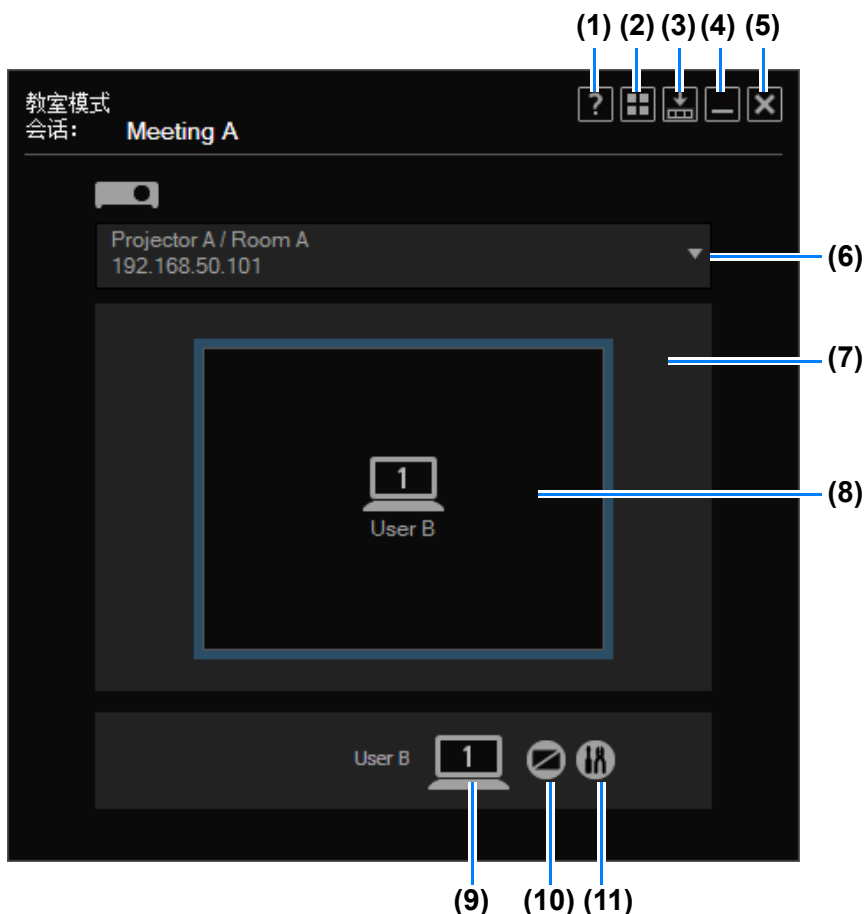 (1) (2) (3) (4) (5)
教室模式
会话: Meeting A
?
Projector A / Room A
192.168.50.101
(6)
(7)
1
User B
(8)
User B 1
(9) (10) (11)